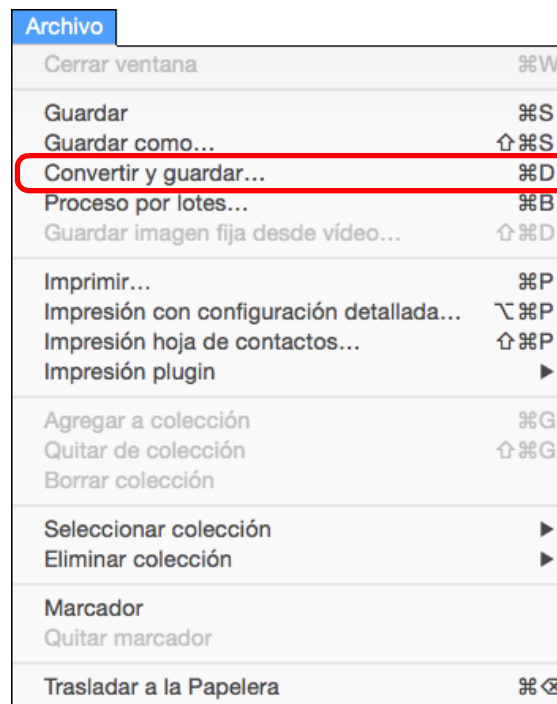 Archivo
Cerrar ventana ⌘W
Guardar ⌘S
Guardar como... ⇧⌘S
Convertir y guardar... ⌘D
Proceso por lotes... ⌘B
Guardar imagen fija desde vídeo... ⇧⌘D
Imprimir... ⌘P
Impresión con configuración detallada... ⌥⌘P
Impresión hoja de contactos... ⇧⌘P
Impresión plugin ▶
Agregar a colección ⌘G
Quitar de colección ⇧⌘G
Borrar colección
Seleccionar colección ▶
Eliminar colección ▶
Marcador
Quitar marcador
Trasladar a la Papelera ⌘⌫